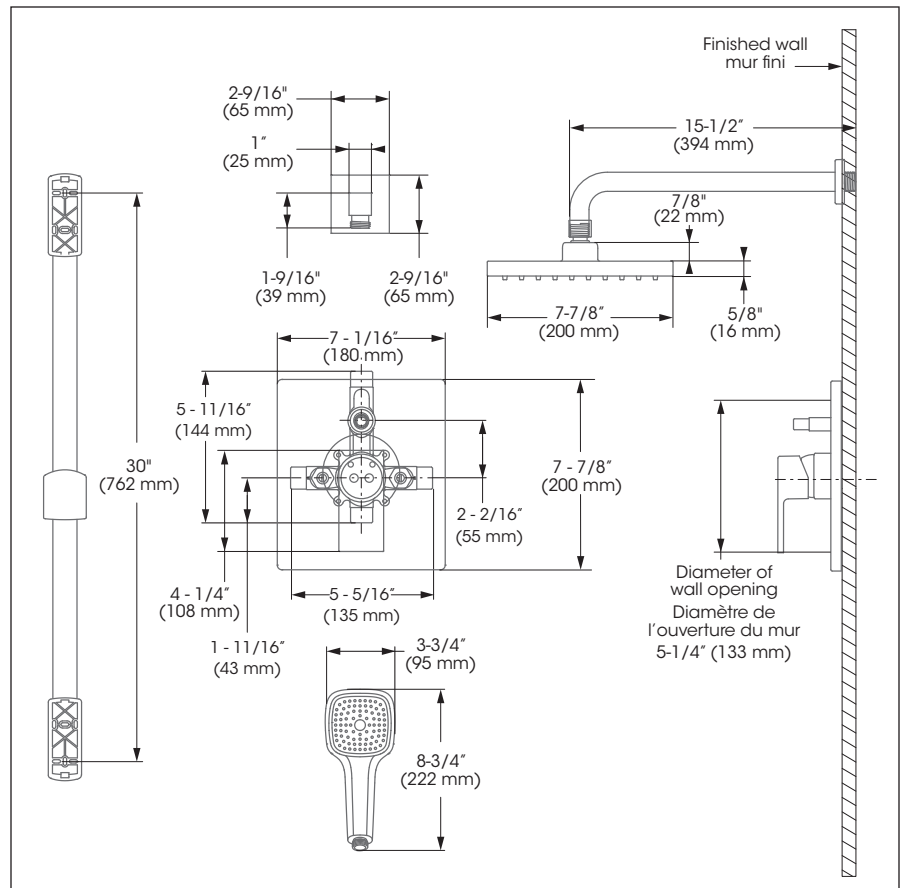 Finished wall
mur fini
2-9/16"
(65 mm)
1"
(25 mm)
15-1/2"
(394 mm)
7/8"
(22 mm)
1-9/16"
(39 mm)
2-9/16"
(65 mm)
7-7/8"
(200 mm)
5/8"
(16 mm)
7 - 1/16"
(180 mm)
5 - 11/16"
(144 mm)
30"
(762 mm)
7 - 7/8"
(200 mm)
2 - 2/16"
(55 mm)
4 - 1/4"
(108 mm)
5 - 5/16"
(135 mm)
1 - 11/16"
(43 mm)
Diameter of
wall opening
Diamètre de
l'ouverture du mur
5-1/4" (133 mm)
3-3/4"
(95 mm)
8-3/4"
(222 mm)